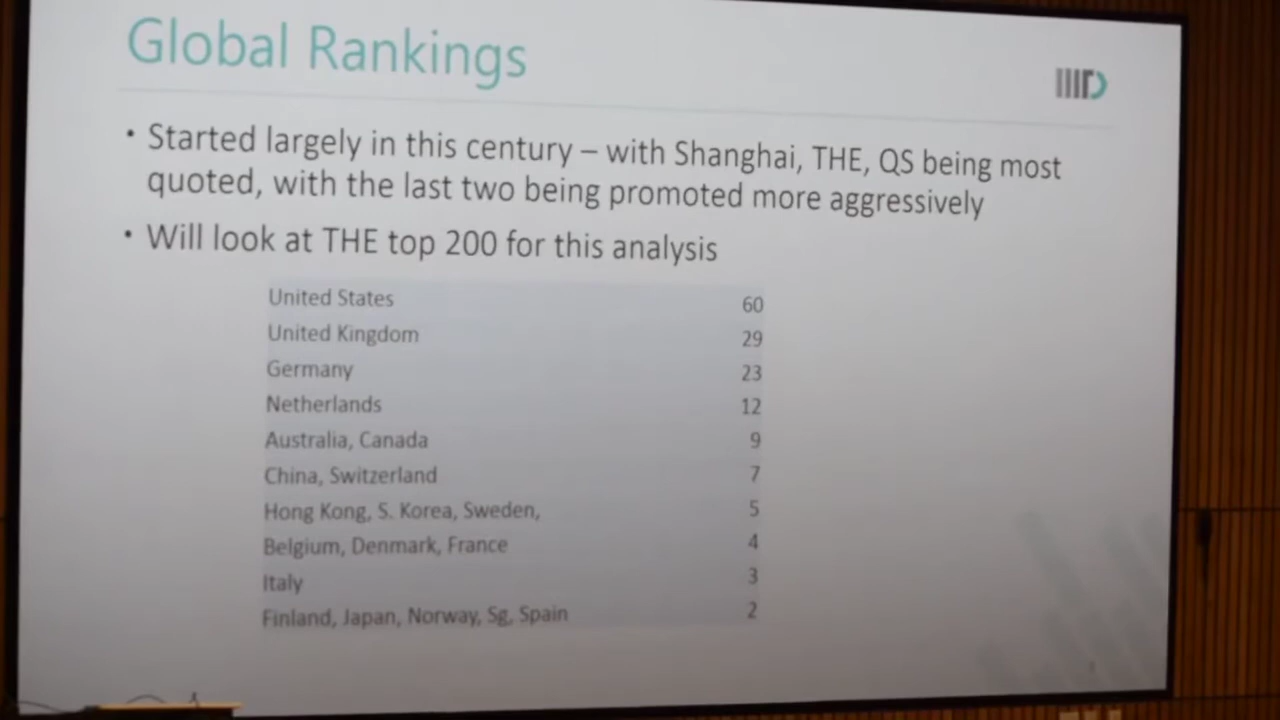 Global Rankings
IIITD
• Started largely in this century – with Shanghai, THE, QS being most
quoted, with the last two being promoted more aggressively
• Will look at THE top 200 for this analysis
United States 60
United Kingdom 29
Germany 23
Netherlands 12
Australia, Canada 9
China, Switzerland 7
Hong Kong, S. Korea, Sweden, 5
Belgium, Denmark, France 4
Italy 3
Finland, Japan, Norway, Sg, Spain 2